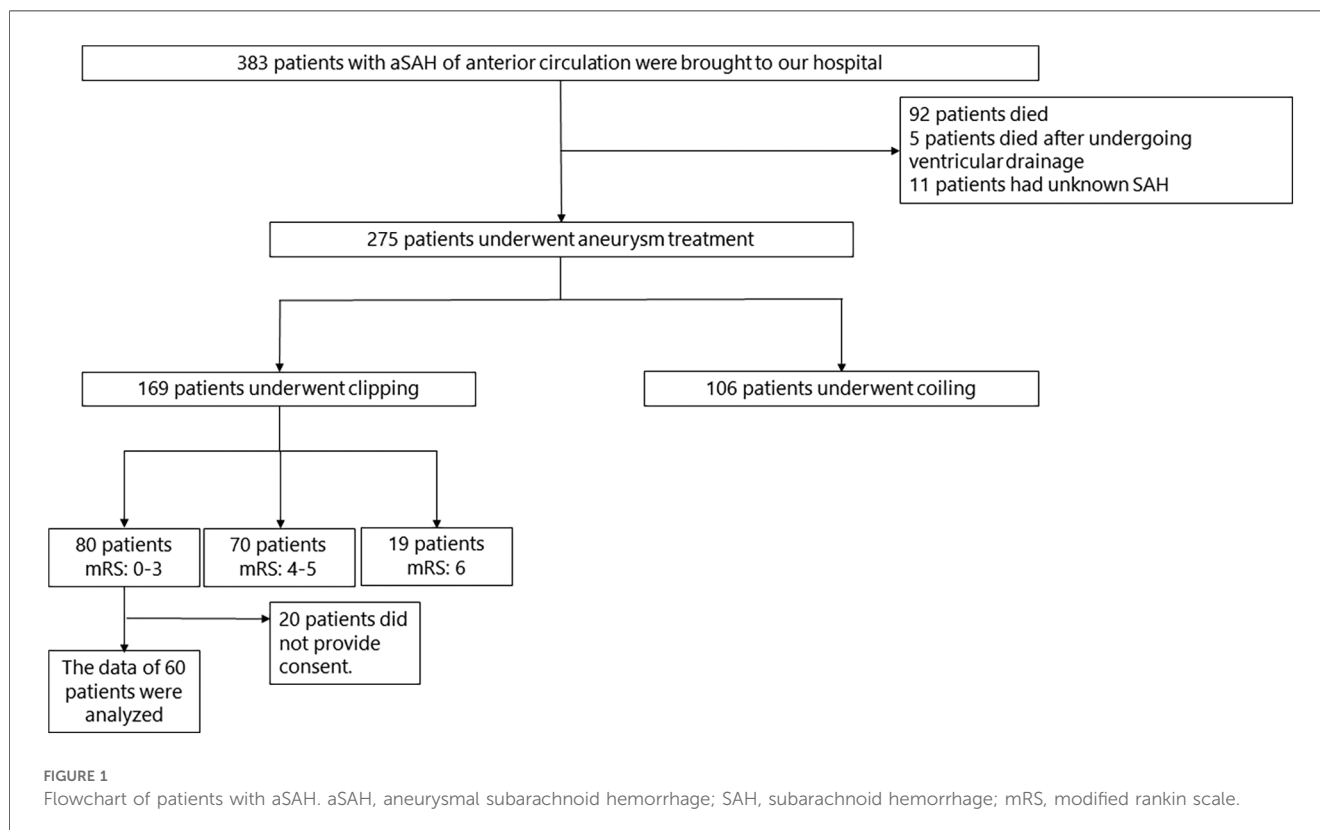 383 patients with aSAH of anterior circulation were brought to our hospital
92 patients died
5 patients died after undergoing
ventricular drainage
11 patients had unknown SAH
275 patients underwent aneurysm treatment
169 patients underwent clipping
106 patients underwent coiling
80 patients
mRS: 0-3
70 patients
mRS: 4-5
19 patients
mRS: 6
20 patients did
not provide
consent.
The data of 60
patients were
analyzed
FIGURE 1
Flowchart of patients with aSAH. aSAH, aneurysmal subarachnoid hemorrhage; SAH, subarachnoid hemorrhage; mRS, modified rankin scale.